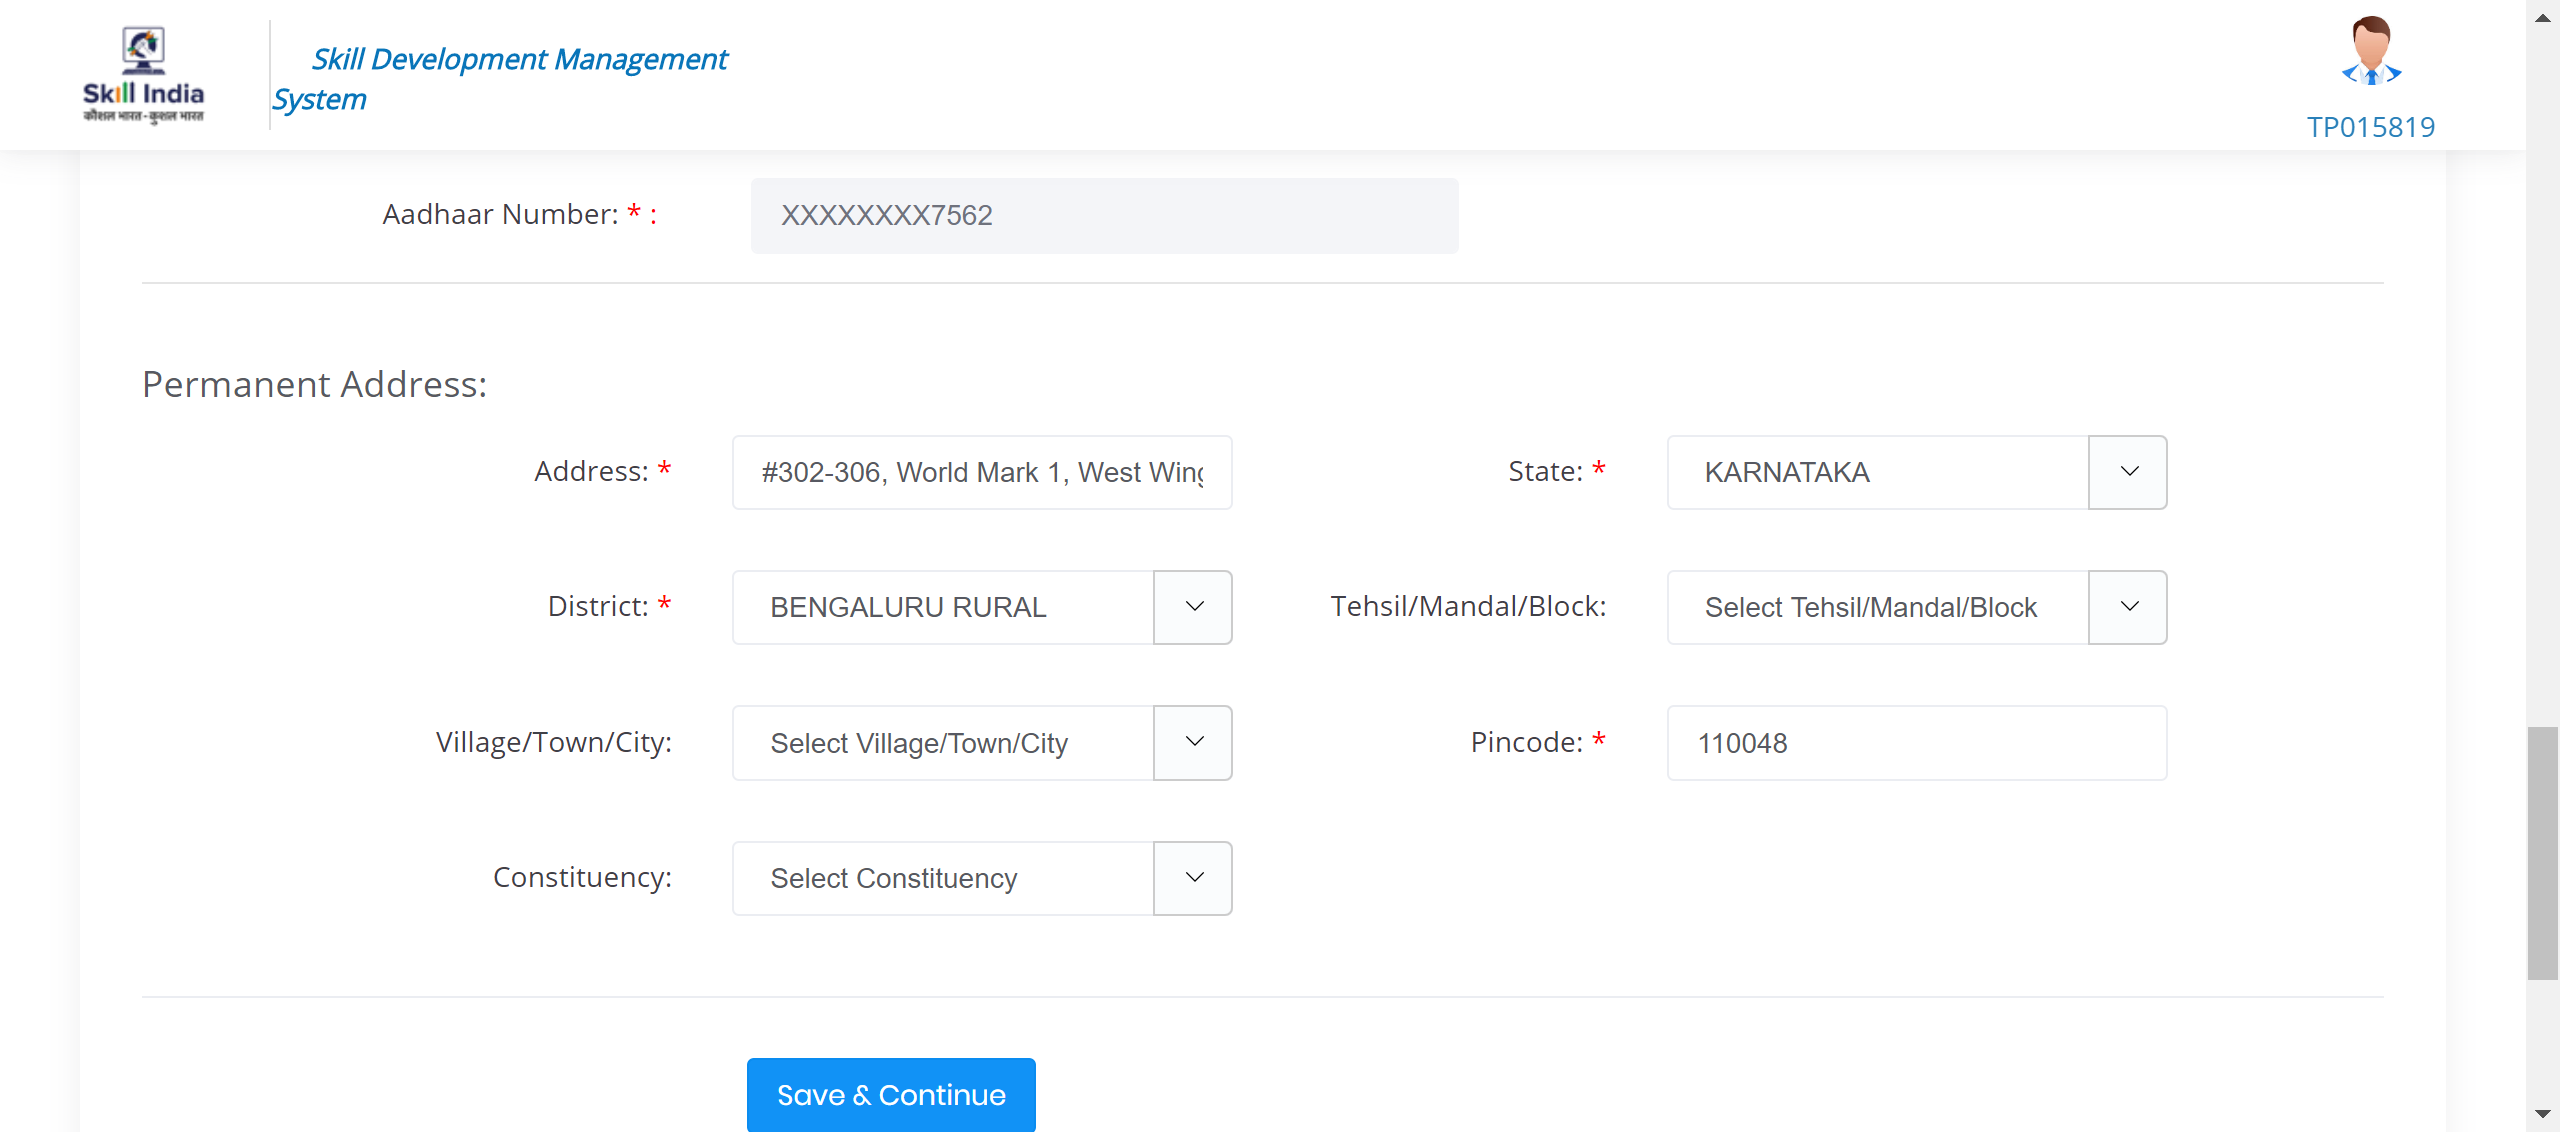 Skill India
कौशल भारत-कुशल भारत
Skill Development Management
System
TP015819
Aadhaar Number: * :
XXXXXXXX7562
Permanent Address:
Address: *
#302-306, World Mark 1, West Wing
State: *
KARNATAKA
District: *
BENGALURU RURAL
Tehsil/Mandal/Block:
Select Tehsil/Mandal/Block
Village/Town/City:
Select Village/Town/City
Pincode: *
110048
Constituency:
Select Constituency
Save & Continue